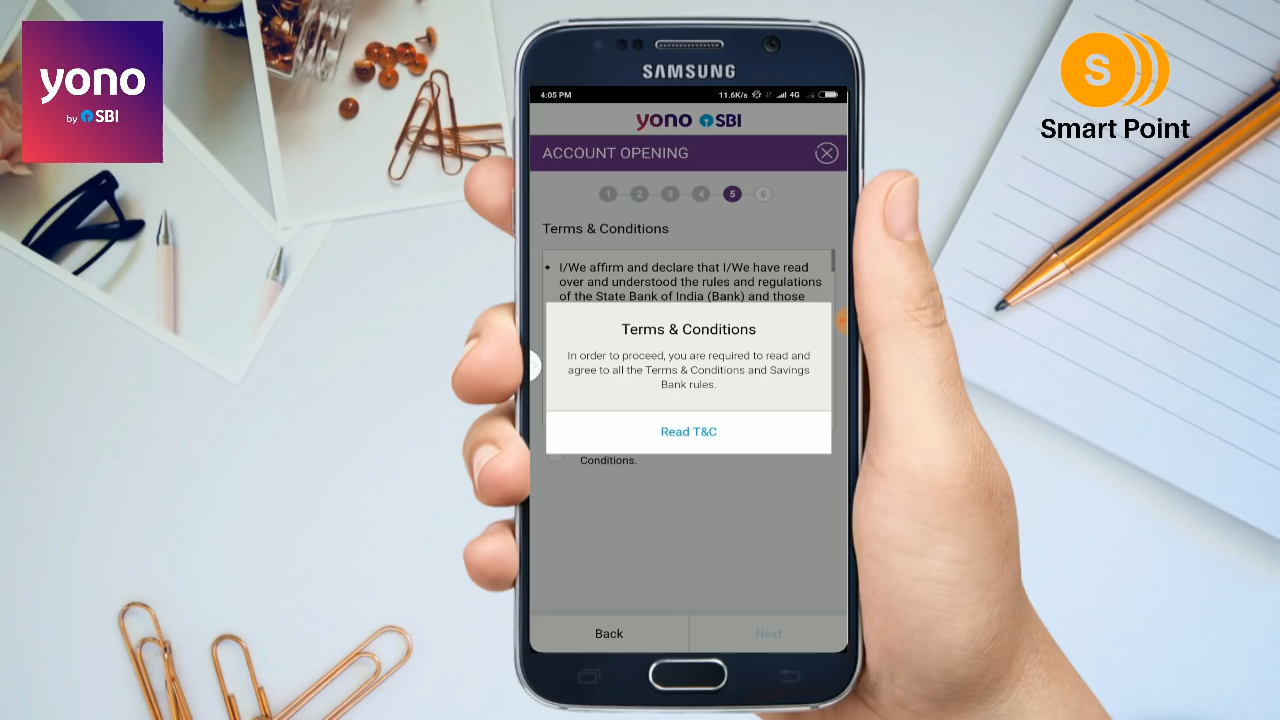 yono
by SBI
S
Smart Point
SAMSUNG
4:05 PM 11.6K/s 4G
yono SBI
ACCOUNT OPENING
1 2 3 4 5 6
Terms & Conditions
• I/We affirm and declare that I/We have read
over and understood the rules and regulations
of the State Bank of India (Bank) and those
Terms & Conditions
In order to proceed, you are required to read and
agree to all the Terms & Conditions and Savings
Bank rules.
Read T&C
Conditions.
Back Next